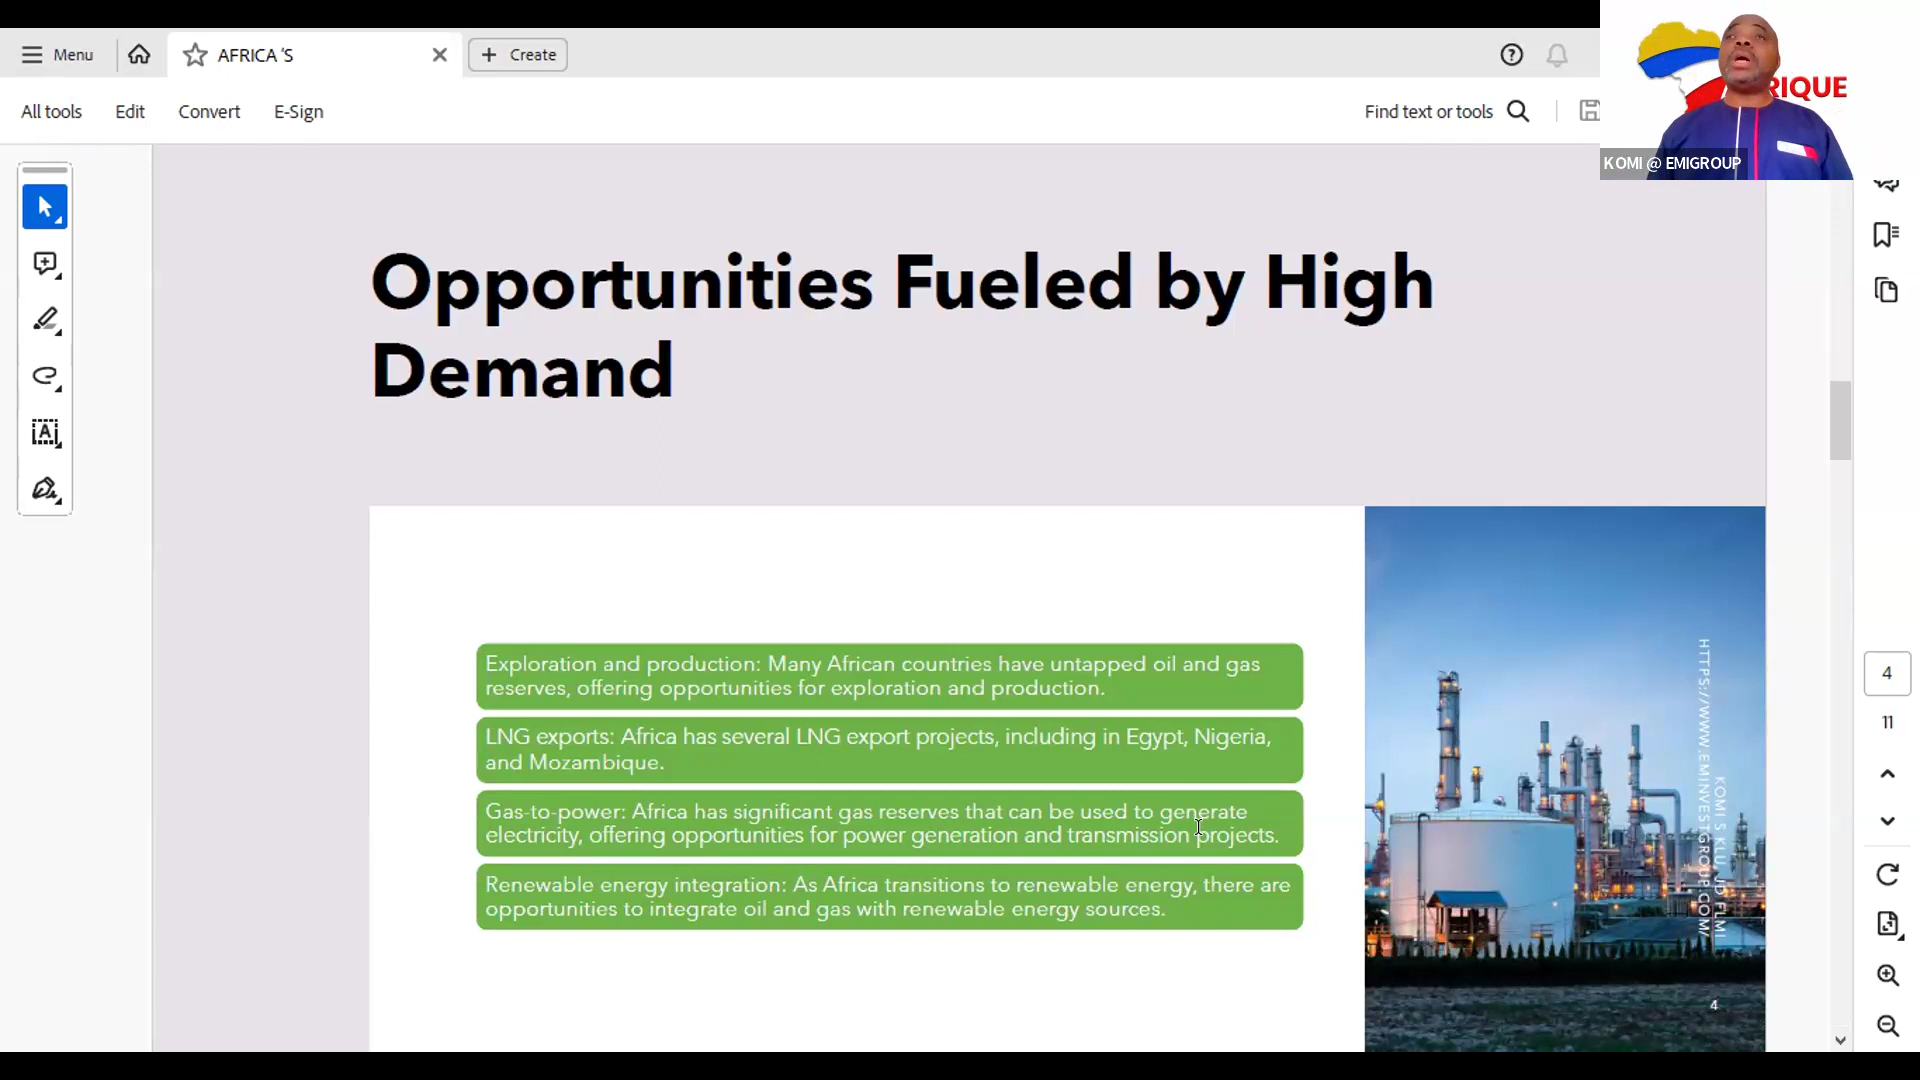 Menu
AFRICA 'S
Create
All tools
Edit
Convert
E-Sign
Find text or tools
RIQUE
KOMI @ EMIGROUP
Opportunities Fueled by High
Demand
Exploration and production: Many African countries have untapped oil and gas
reserves, offering opportunities for exploration and production.
LNG exports: Africa has several LNG export projects, including in Egypt, Nigeria,
and Mozambique.
Gas-to-power: Africa has significant gas reserves that can be used to generate
electricity, offering opportunities for power generation and transmission projects.
Renewable energy integration: As Africa transitions to renewable energy, there are
opportunities to integrate oil and gas with renewable energy sources.
KOMI S KLU, JD FLMI
HTTPS://WWW.EMINVESTGROUP.COM/
4
4
11